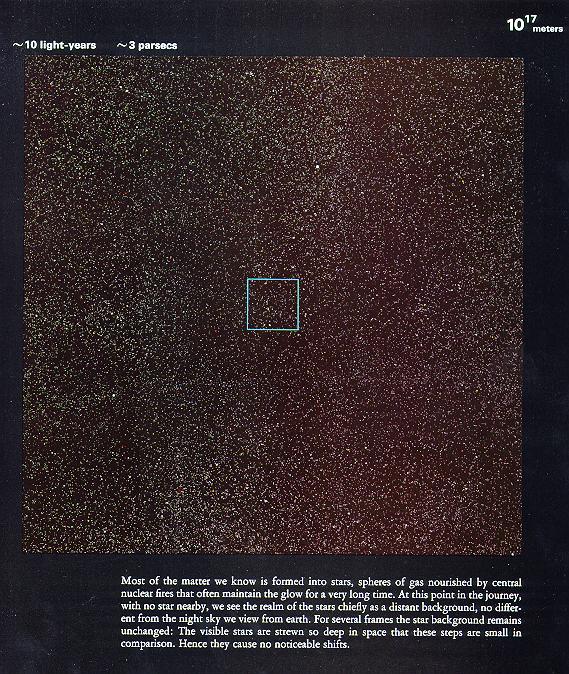 10¹⁷ meters
~10 light-years ~3 parsecs
Most of the matter we know is formed into stars, spheres of gas nourished by central
nuclear fires that often maintain the glow for a very long time. At this point in the journey,
with no star nearby, we see the realm of the stars chiefly as a distant background, no differ-
ent from the night sky we view from earth. For several frames the star background remains
unchanged: The visible stars are strewn so deep in space that these steps are small in
comparison. Hence they cause no noticeable shifts.